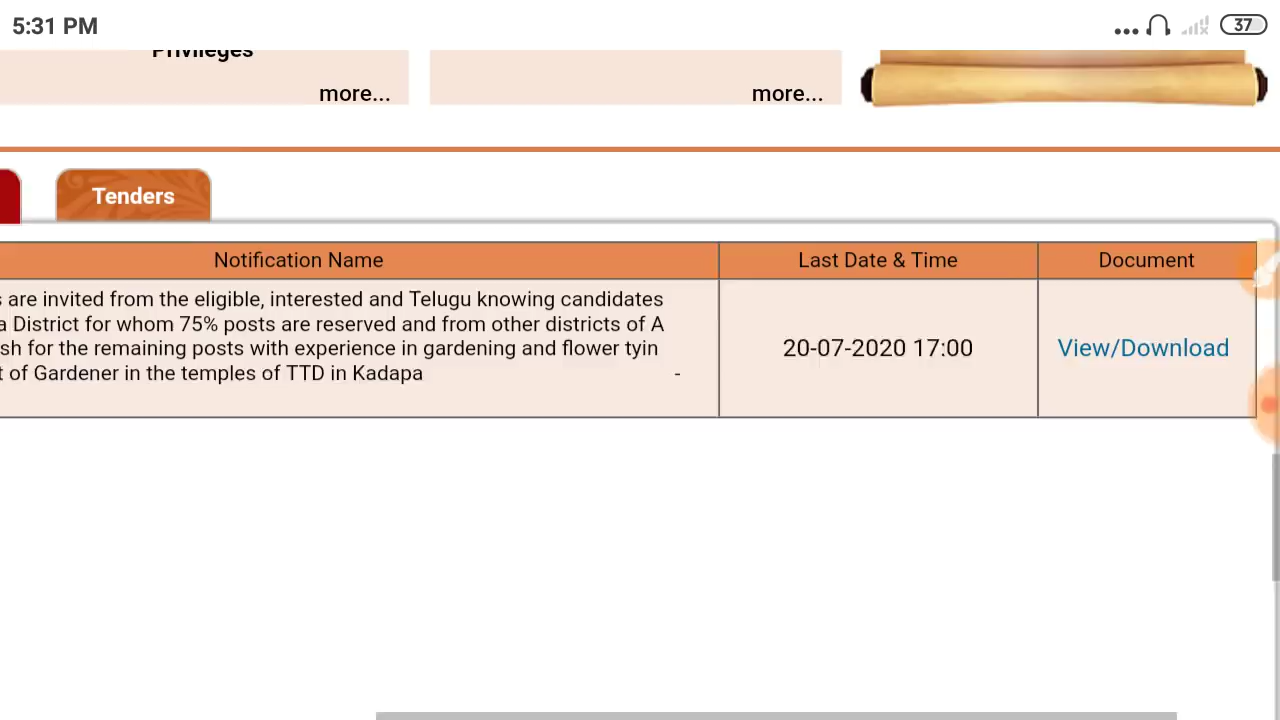 5:31 PM
37
Privileges
more...
more...
Tenders
Notification Name
Last Date & Time
Document
are invited from the eligible, interested and Telugu knowing candidates
District for whom 75% posts are reserved and from other districts of A
sh for the remaining posts with experience in gardening and flower tyin
of Gardener in the temples of TTD in Kadapa -
20-07-2020 17:00
View/Download